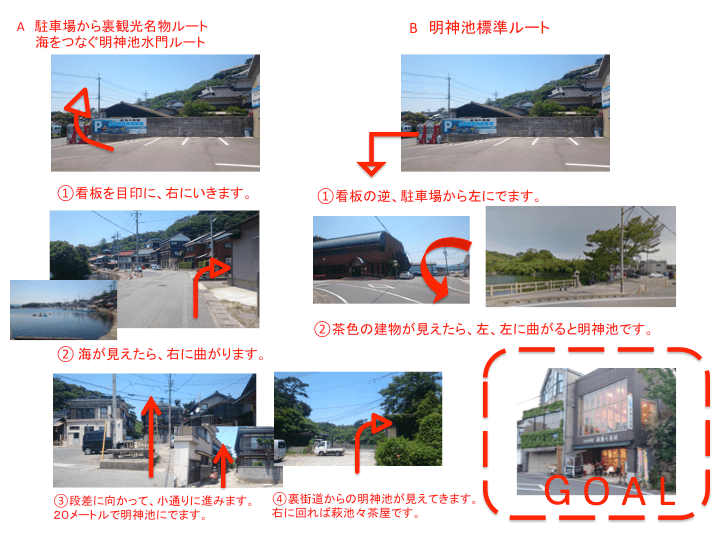 A 駐車場から裏観光名物ルート
海をつなぐ明神池水門ルート
P
①看板を目印に、右にいきます。
② 海が見えたら、右に曲がります。
③段差に向かって、小通りに進みます。
20メートルで明神池にでます。
④裏街道からの明神池が見えてきます。
右に回れば萩池々茶屋です。
B 明神池標準ルート
P
①看板の逆、駐車場から左にでます。
②茶色の建物が見えたら、左、左に曲がると明神池です。
GOAL